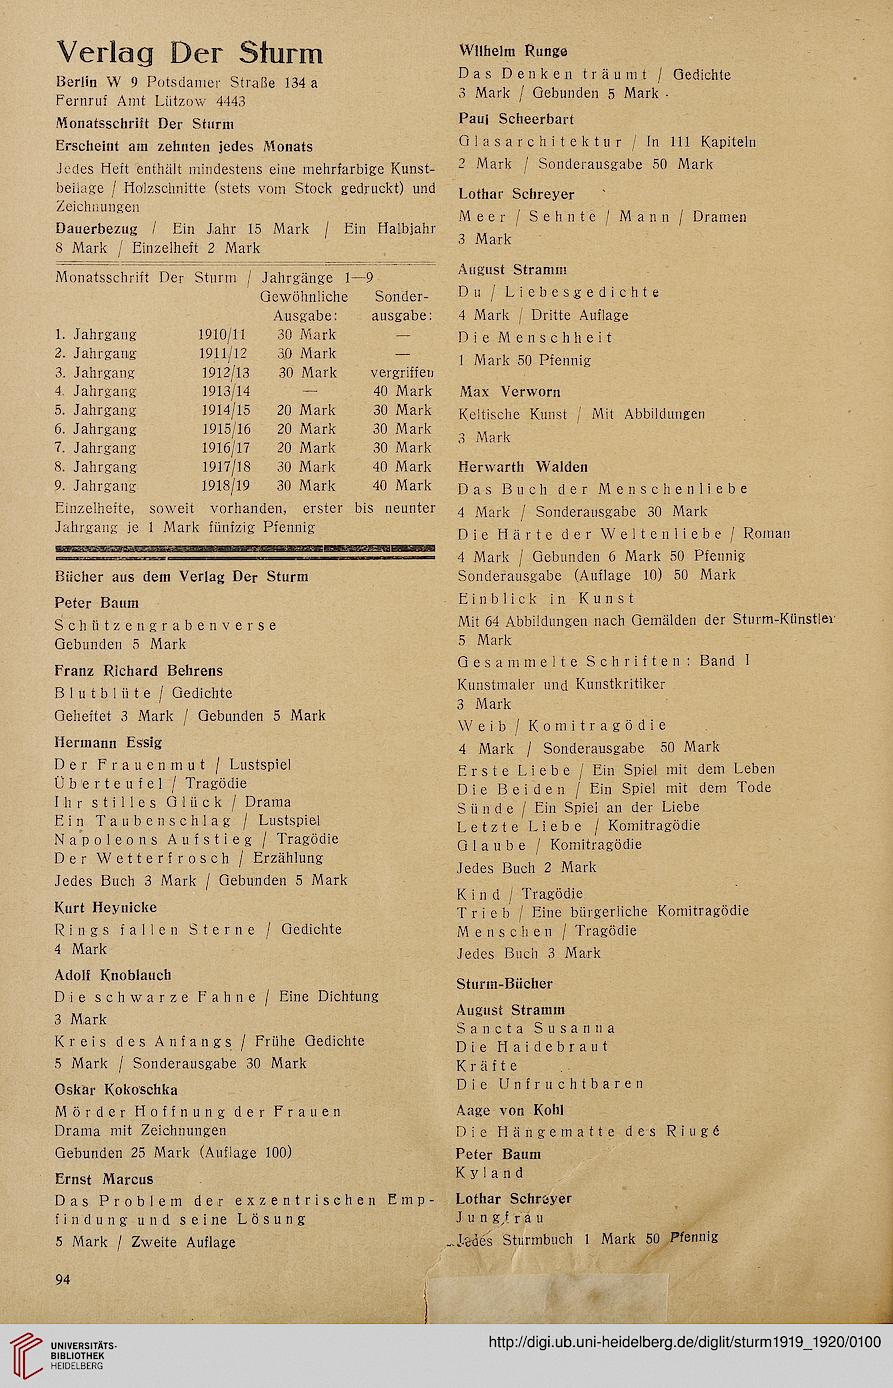 Verlag Der Sturm
Berlin W 9 Potsdamer Straße 134 a
Fernruf Amt Lützow 4443
Monatsschrift Der Sturm
Erscheint am zehnten jedes Monats
Jedes Heft enthält mindestens eine mehrfarbige Kunst-
beilage / Holzschnitte (stets vom Stock gedruckt) und
Zeichnungen
Dauerbezug / Ein Jahr 15 Mark / Ein Halbjahr
8 Mark / Einzelheft 2 Mark
Monatsschrift Der Sturm / Jahrgänge 1—9
Gewöhnliche Sonder-
Ausgabe: ausgabe:
1. Jahrgang 1910/11 30 Mark —
2. Jahrgang 1911/12 30 Mark —
3. Jahrgang 1912/13 30 Mark vergriffen
4. Jahrgang 1913/14 — 40 Mark
5. Jahrgang 1914/15 20 Mark 30 Mark
6. Jahrgang 1915/16 20 Mark 30 Mark
7. Jahrgang 1916/17 20 Mark 30 Mark
8. Jahrgang 1917/18 30 Mark 40 Mark
9. Jahrgang 1918/19 30 Mark 40 Mark
Einzelhefte, soweit vorhanden, erster bis neunter
Jahrgang je 1 Mark fünfzig Pfennig
Bücher aus dem Verlag Der Sturm
Peter Baum
Schützengrabenverse
Gebunden 5 Mark
Franz Richard Behrens
Blutblüte / Gedichte
Geheftet 3 Mark / Gebunden 5 Mark
Hermann Essig
Der Frauenmut / Lustspiel
Überteufel / Tragödie
Ihr stilles Glück / Drama
Ein Taubenschlag / Lustspiel
Napoleons Aufstieg / Tragödie
Der Wetterfrosch / Erzählung
Jedes Buch 3 Mark / Gebunden 5 Mark
Kurt Heynicke
Rings fallen Sterne / Gedichte
4 Mark
Adolf Knoblauch
Die schwarze Fahne / Eine Dichtung
3 Mark
Kreis des Anfangs / Frühe Gedichte
5 Mark / Sonderausgabe 30 Mark
Oskar Kokoschka
Mörder Hoffnung der Frauen
Drama mit Zeichnungen
Gebunden 25 Mark (Auflage 100)
Ernst Marcus
Das Problem der exzentrischen Emp-
findung und seine Lösung
5 Mark / Zweite Auflage
94
Wilhelm Runge
Das Denken träumt / Gedichte
3 Mark / Gebunden 5 Mark
Paul Scheerbart
Glasarchitektur / In 111 Kapiteln
2 Mark / Sonderausgabe 50 Mark
Lothar Schreyer
Meer / Sehnte / Mann / Dramen
3 Mark
August Stramm
Du / Liebesgedichte
4 Mark / Dritte Auflage
Die Menschheit
1 Mark 50 Pfennig
Max Verworn
Keltische Kunst / Mit Abbildungen
3 Mark
Herwarth Walden
Das Buch der Menschenliebe
4 Mark / Sonderausgabe 30 Mark
Die Härte der Weltenliebe / Roman
4 Mark / Gebunden 6 Mark 50 Pfennig
Sonderausgabe (Auflage 10) 50 Mark
Einblick in Kunst
Mit 64 Abbildungen nach Gemälden der Sturm-Künstler
5 Mark
Gesammelte Schriften: Band I
Kunstmaler und Kunstkritiker
3 Mark
Weib / Komitragödie
4 Mark / Sonderausgabe 50 Mark
Erste Liebe / Ein Spiel mit dem Leben
Die Beiden / Ein Spiel mit dem Tode
Sünde / Ein Spiel an der Liebe
Letzte Liebe / Komitragödie
Glaube / Komitragödie
Jedes Buch 2 Mark
Kind / Tragödie
Trieb / Eine bürgerliche Komitragödie
Menschen / Tragödie
Jedes Buch 3 Mark
Sturm-Bücher
August Stramm
Sancta Susanna
Die Haidebraut
Kräfte
Die Unfruchtbaren
Aage von Kohl
Die Hängematte des Riugé
Peter Baum
Kyland
Lothar Schreyer
Jungfrau
Jedes Sturmbuch 1 Mark 50 Pfennig
UNIVERSITÄTS-
BIBLIOTHEK
HEIDELBERG
http://digi.ub.uni-heidelberg.de/diglit/sturm1919_1920/0100